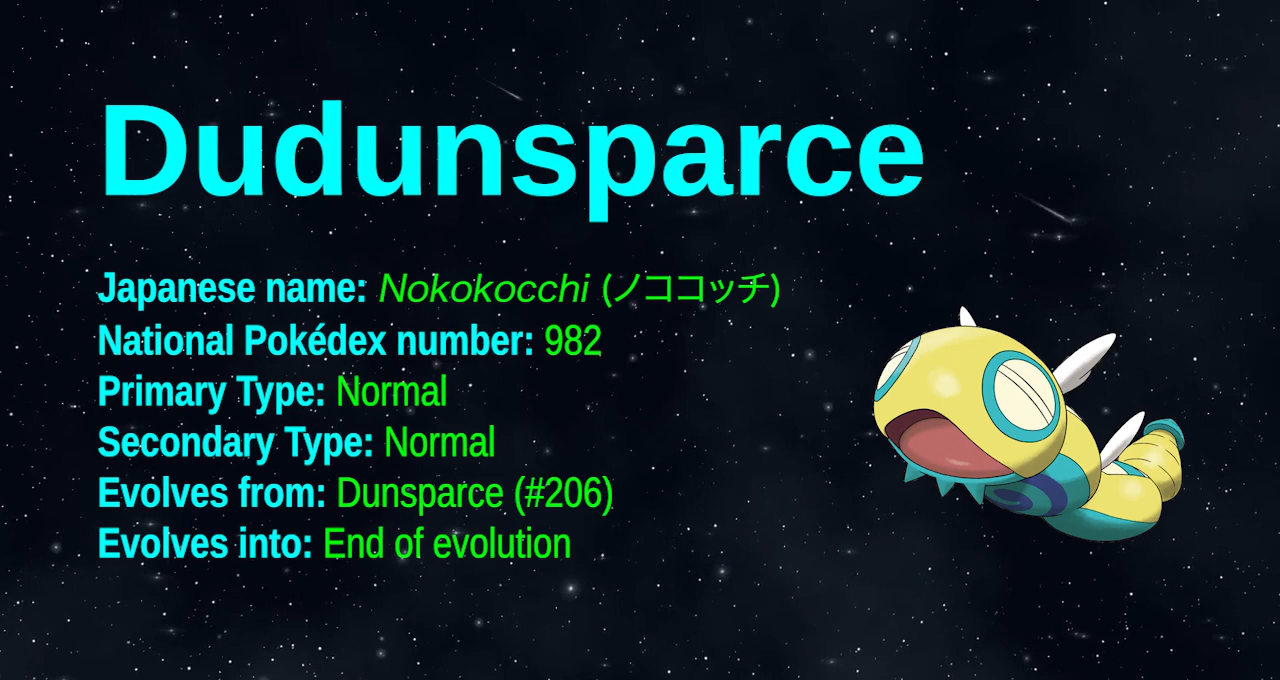 Dudunsparce
Japanese name: Nokokocchi (ノココッチ)
National Pokédex number: 982
Primary Type: Normal
Secondary Type: Normal
Evolves from: Dunsparce (#206)
Evolves into: End of evolution